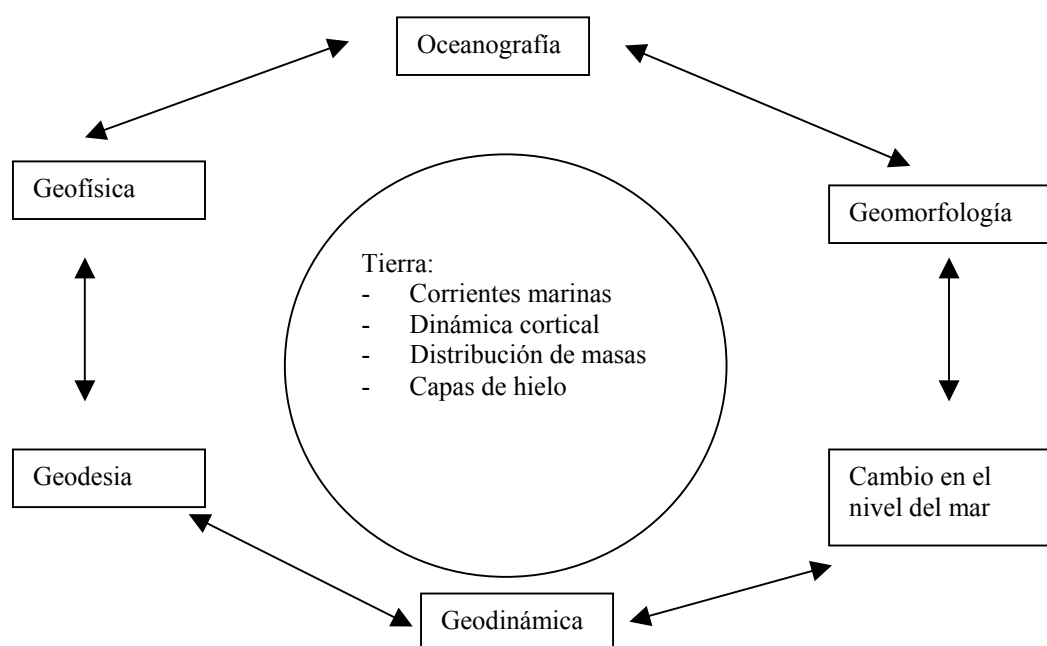 Oceanografía
Geofísica
Geomorfología
Tierra:
- Corrientes marinas
- Dinámica cortical
- Distribución de masas
- Capas de hielo
Geodesia
Cambio en el
nivel del mar
Geodinámica